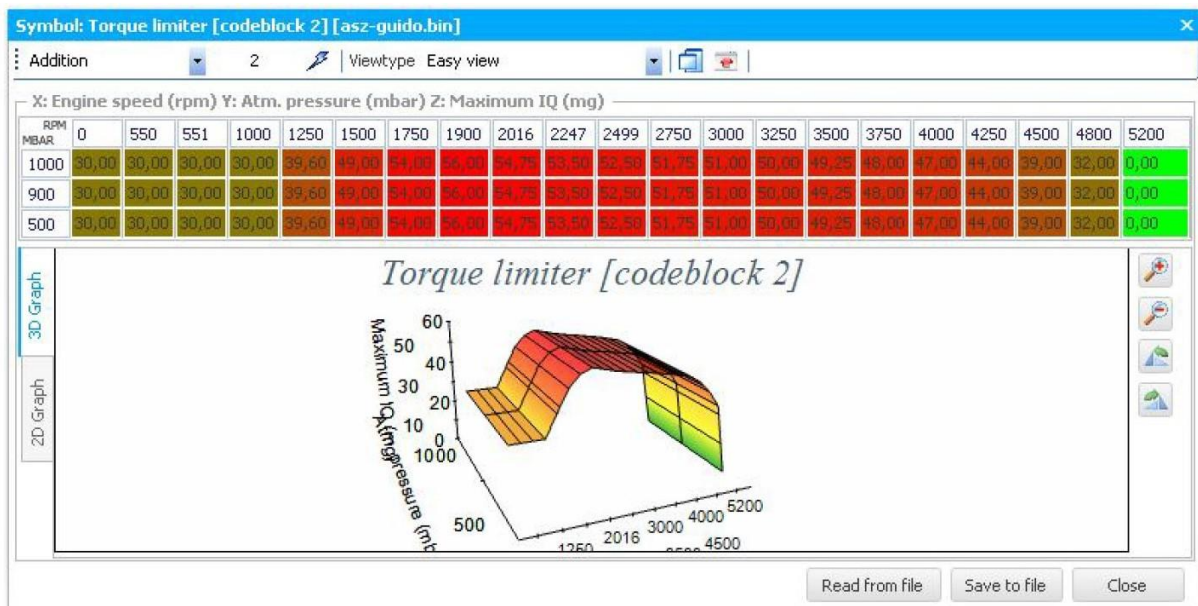 Symbol: Torque limiter [codeblock 2] [asz-guido.bin]
Addition 2 Viewtype Easy view
X: Engine speed (rpm) Y: Atm. pressure (mbar) Z: Maximum IQ (mg)
RPM
MBAR
0 550 551 1000 1250 1500 1750 1900 2016 2247 2499 2750 3000 3250 3500 3750 4000 4250 4500 4800 5200
1000 30,00 30,00 30,00 30,00 39,60 49,00 54,00 56,00 54,75 53,50 52,50 51,75 51,00 50,00 49,25 48,00 47,00 44,00 39,00 32,00 0,00
900 30,00 30,00 30,00 30,00 39,60 49,00 54,00 56,00 54,75 53,50 52,50 51,75 51,00 50,00 49,25 48,00 47,00 44,00 39,00 32,00 0,00
500 30,00 30,00 30,00 30,00 39,60 49,00 54,00 56,00 54,75 53,50 52,50 51,75 51,00 50,00 49,25 48,00 47,00 44,00 39,00 32,00 0,00
3D Graph
2D Graph
Torque limiter [codeblock 2]
Maximum IQ (mg)
60
50
40
30
20
10
0
1000
500
1250 2016 3000 4000 5200
4500
Read from file Save to file Close